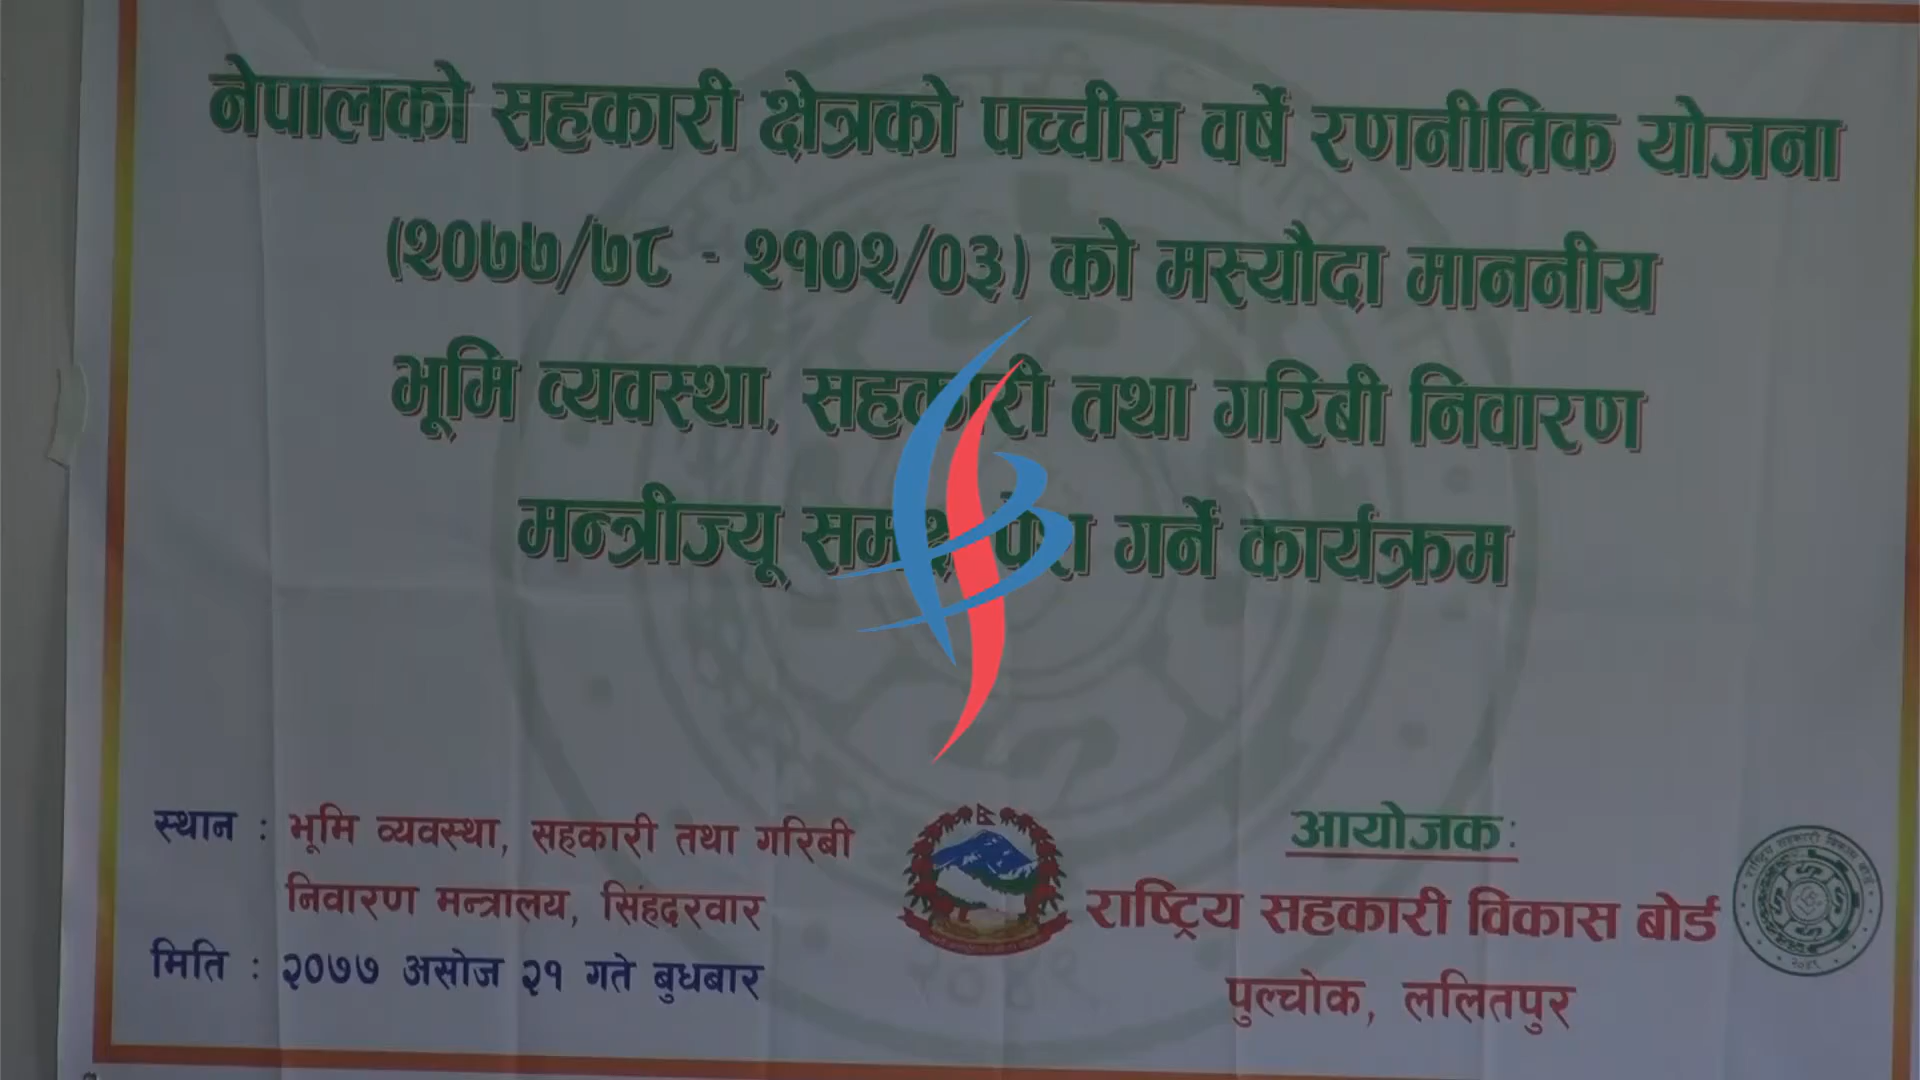 नेपालको सहकारी क्षेत्रको पच्चीस वर्षे रणनीतिक योजना
(२०७७/७८ - २१०२/०३) को मस्यौदा माननीय
भूमि व्यवस्था, सहकारी तथा गरिबी निवारण
मन्त्रीज्यू समक्ष पेश गर्ने कार्यक्रम
स्थान : भूमि व्यवस्था, सहकारी तथा गरिबी
निवारण मन्त्रालय, सिंहदरवार
मिति : २०७७ असोज २१ गते बुधबार
आयोजक:
राष्ट्रिय सहकारी विकास बोर्ड
पुल्चोक, ललितपुर
राष्ट्रिय सहकारी विकास बोर्ड
२०४९